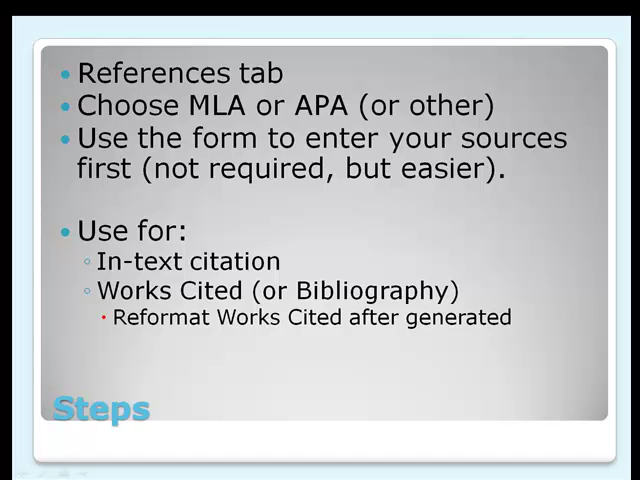 References tab
Choose MLA or APA (or other)
Use the form to enter your sources
first (not required, but easier).
Use for:
In-text citation
Works Cited (or Bibliography)
Reformat Works Cited after generated
Steps